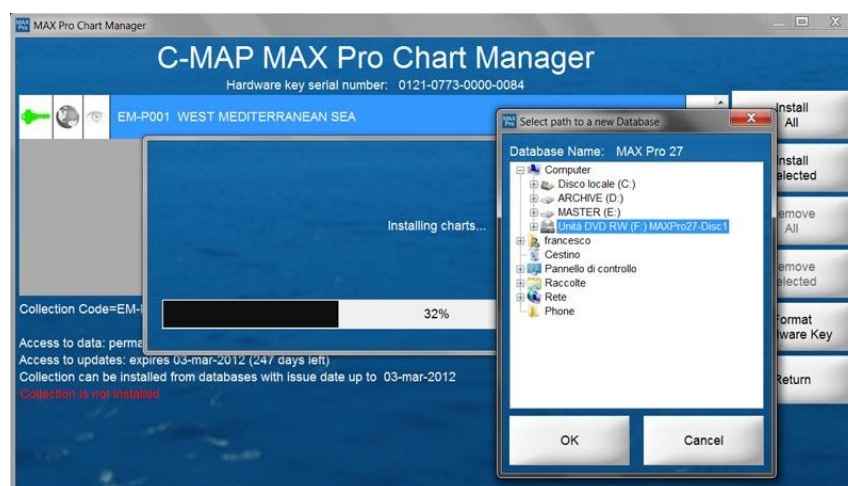 MAX Pro Chart Manager
C-MAP MAX Pro Chart Manager
Hardware key serial number: 0121-0773-0000-0084
EM-P001 WEST MEDITERRANEAN SEA
Install
All
Select path to a new Database
Database Name: MAX Pro 27
Computer
Disco locale (C:)
ARCHIVE (D:)
MASTER (E:)
Unità DVD RW (F:) MAXPro27-Disc1
francesco
Cestino
Pannello di controllo
Raccolte
Rete
Phone
OK
Cancel
Installing charts...
32%
nstall
elected
emove
All
emove
elected
Format
ware Key
Return
Collection Code=EM-
Access to data: perma
Access to updates: expires 03-mar-2012 (247 days left)
Collection can be installed from databases with issue date up to 03-mar-2012
Collection is not installed